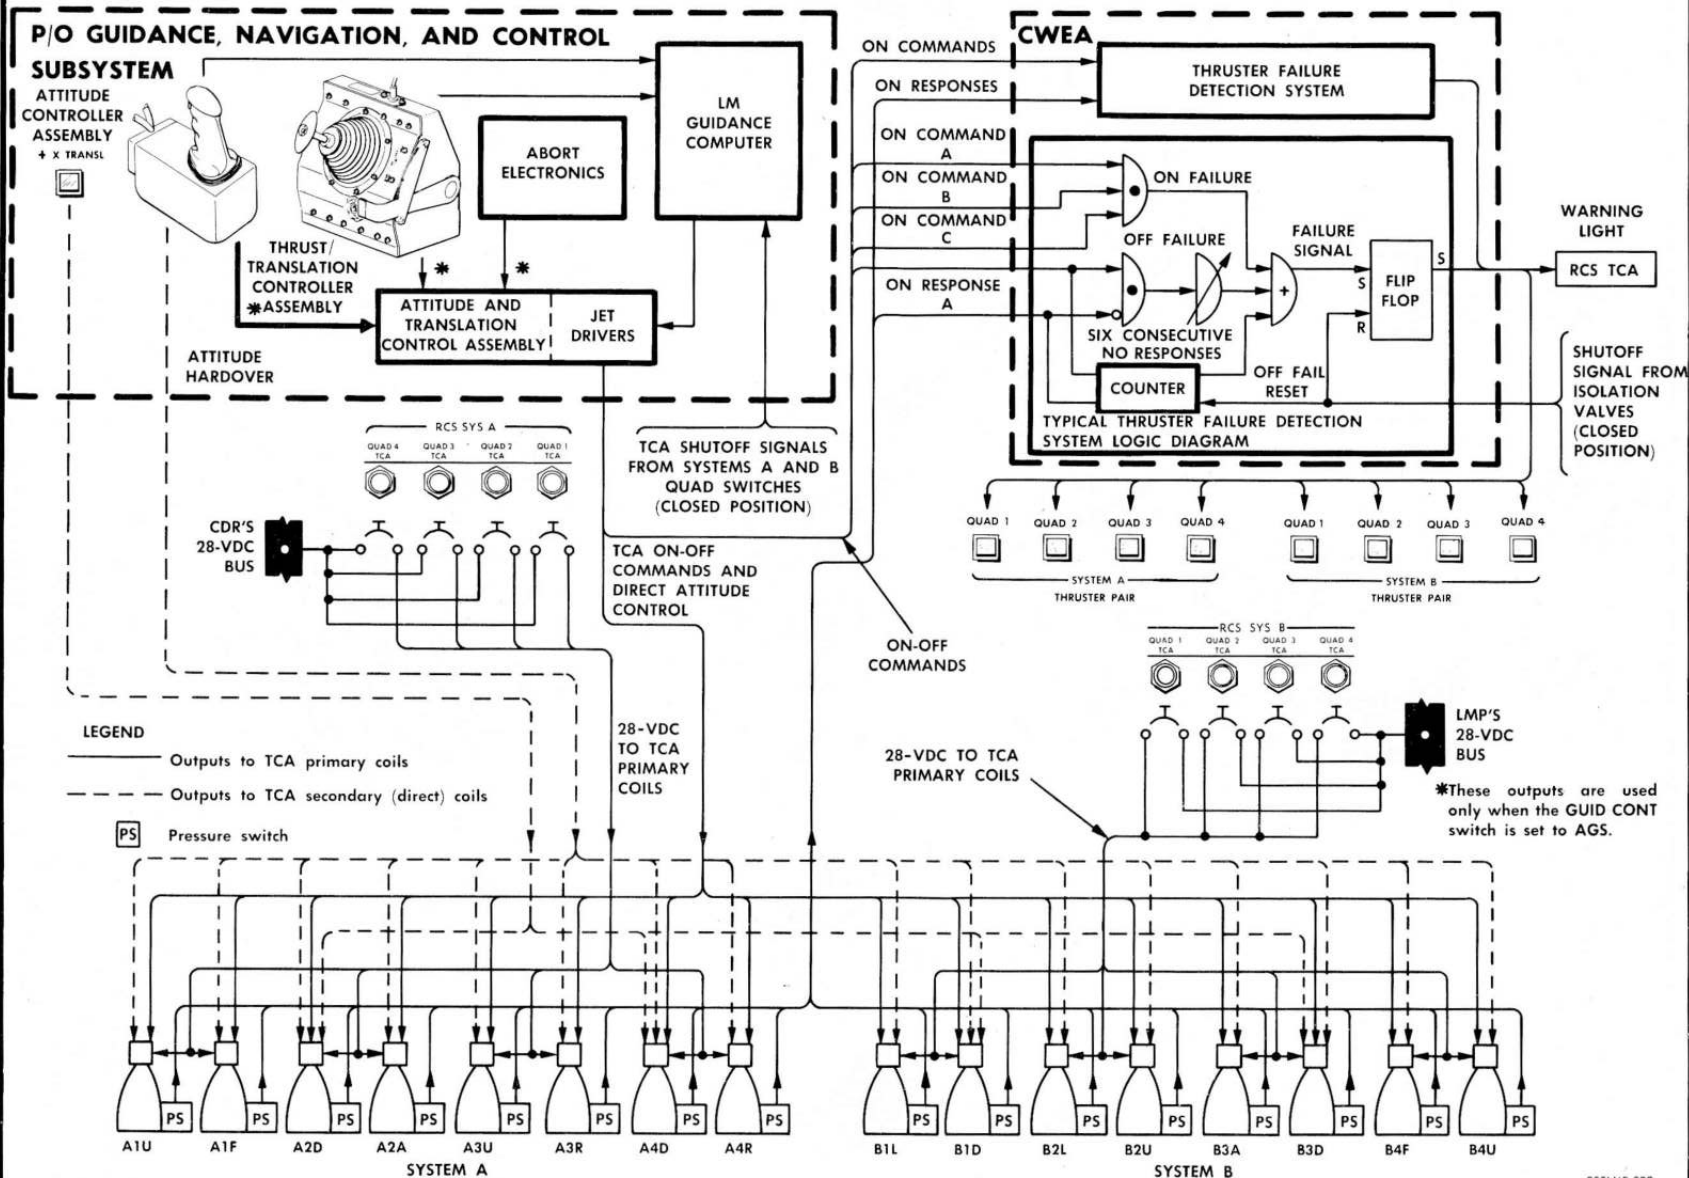 P/O GUIDANCE, NAVIGATION, AND CONTROL
SUBSYSTEM
ATTITUDE
CONTROLLER
ASSEMBLY
+ X TRANSL
THRUST/
TRANSLATION
CONTROLLER
*ASSEMBLY
ABORT
ELECTRONICS
LM
GUIDANCE
COMPUTER
*
*
ATTITUDE AND
TRANSLATION
CONTROL ASSEMBLY
JET
DRIVERS
ATTITUDE
HARDOVER
ON COMMANDS
ON RESPONSES
ON COMMAND
A
ON COMMAND
B
ON COMMAND
C
ON RESPONSE
A
CWEA
THRUSTER FAILURE
DETECTION SYSTEM
ON FAILURE
OFF FAILURE
+
FAILURE
SIGNAL
S
R
FLIP
FLOP
S
SIX CONSECUTIVE
NO RESPONSES
COUNTER
OFF FAIL
RESET
TYPICAL THRUSTER FAILURE DETECTION
SYSTEM LOGIC DIAGRAM
WARNING
LIGHT
RCS TCA
SHUTOFF
SIGNAL FROM
ISOLATION
VALVES
(CLOSED
POSITION)
RCS SYS A
QUAD 4
TCA
QUAD 3
TCA
QUAD 2
TCA
QUAD 1
TCA
TCA SHUTOFF SIGNALS
FROM SYSTEMS A AND B
QUAD SWITCHES
(CLOSED POSITION)
CDR'S
28-VDC
BUS
TCA ON-OFF
COMMANDS AND
DIRECT ATTITUDE
CONTROL
ON-OFF
COMMANDS
QUAD 1
QUAD 2
QUAD 3
QUAD 4
QUAD 1
QUAD 2
QUAD 3
QUAD 4
SYSTEM A
THRUSTER PAIR
SYSTEM B
THRUSTER PAIR
RCS SYS B
QUAD 1
TCA
QUAD 2
TCA
QUAD 3
TCA
QUAD 4
TCA
LMP'S
28-VDC
BUS
28-VDC TO TCA
PRIMARY COILS
28-VDC
TO TCA
PRIMARY
COILS
*These outputs are used
only when the GUID CONT
switch is set to AGS.
LEGEND
Outputs to TCA primary coils
Outputs to TCA secondary (direct) coils
PS Pressure switch
PS PS PS PS PS PS PS PS PS PS PS PS PS PS PS PS
A1U A1F A2D A2A A3U A3R A4D A4R B1L B1D B2L B2U B3A B3D B4F B4U
SYSTEM A
SYSTEM B